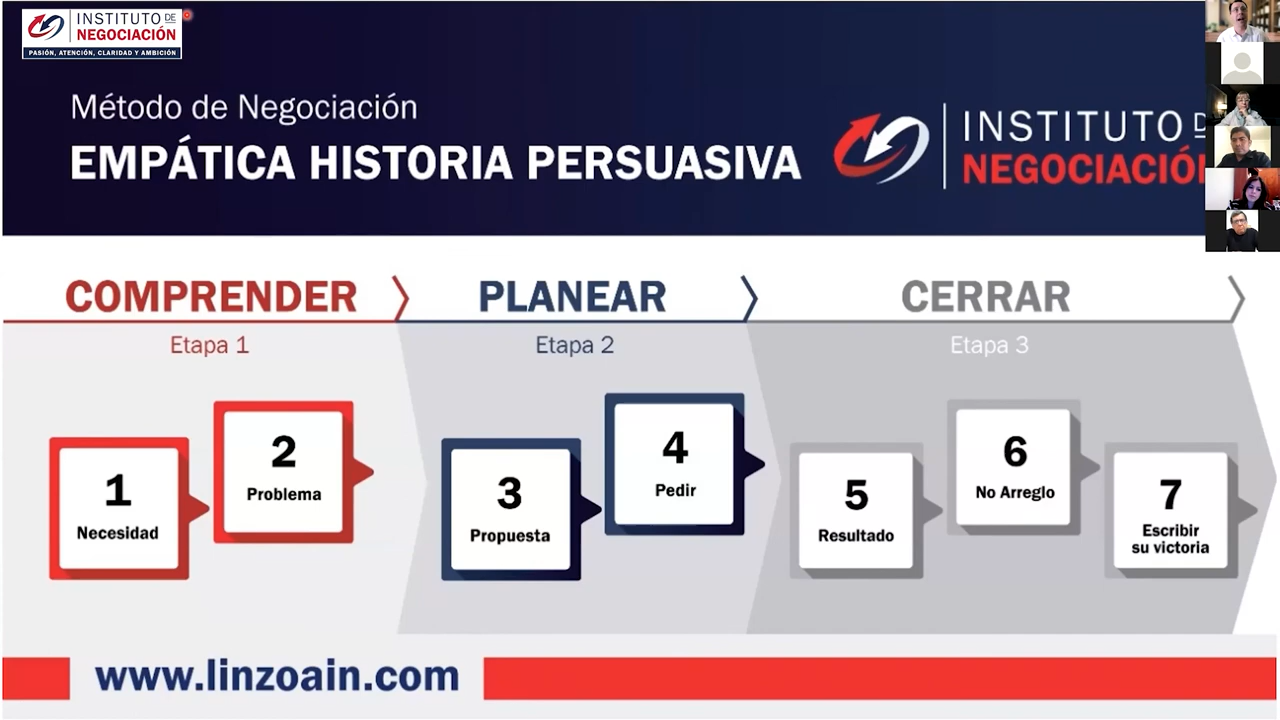 INSTITUTO DE
NEGOCIACIÓN
PASIÓN, ATENCIÓN, CLARIDAD Y AMBICIÓN
Método de Negociación
EMPÁTICA HISTORIA PERSUASIVA
INSTITUTO D
NEGOCIACIÓN
COMPRENDER
PLANEAR
CERRAR
Etapa 1
Etapa 2
Etapa 3
1
Necesidad
2
Problema
3
Propuesta
4
Pedir
5
Resultado
6
No Arreglo
7
Escribir
su victoria
www.linzoain.com